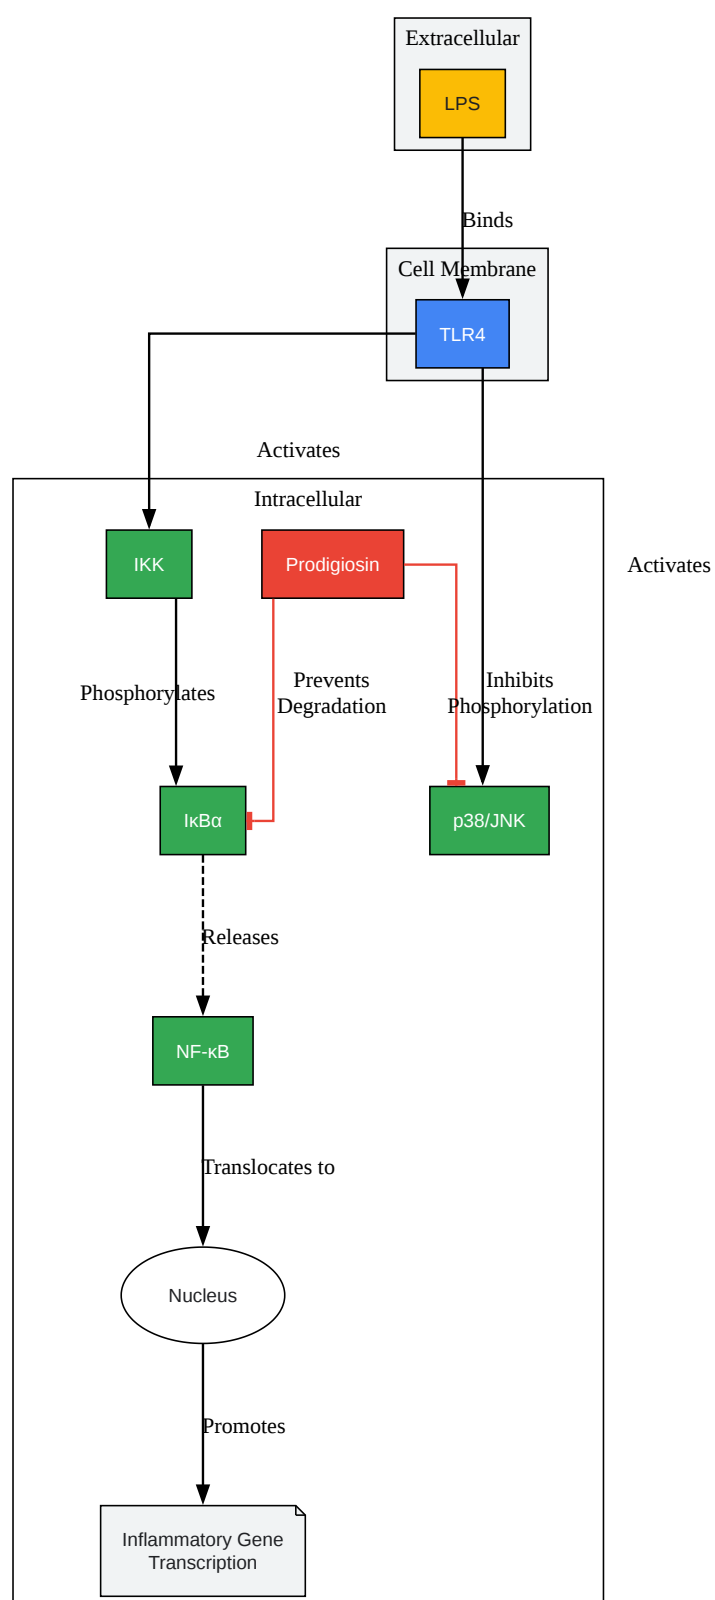 Extracellular
LPS
Binds
Cell Membrane
TLR4
Activates
Intracellular
IKK
Prodigiosin
Activates
Phosphorylates
Prevents
Degradation
Inhibits
Phosphorylation
IκBα
p38/JNK
Releases
NF-κB
Translocates to
Nucleus
Promotes
Inflammatory Gene
Transcription